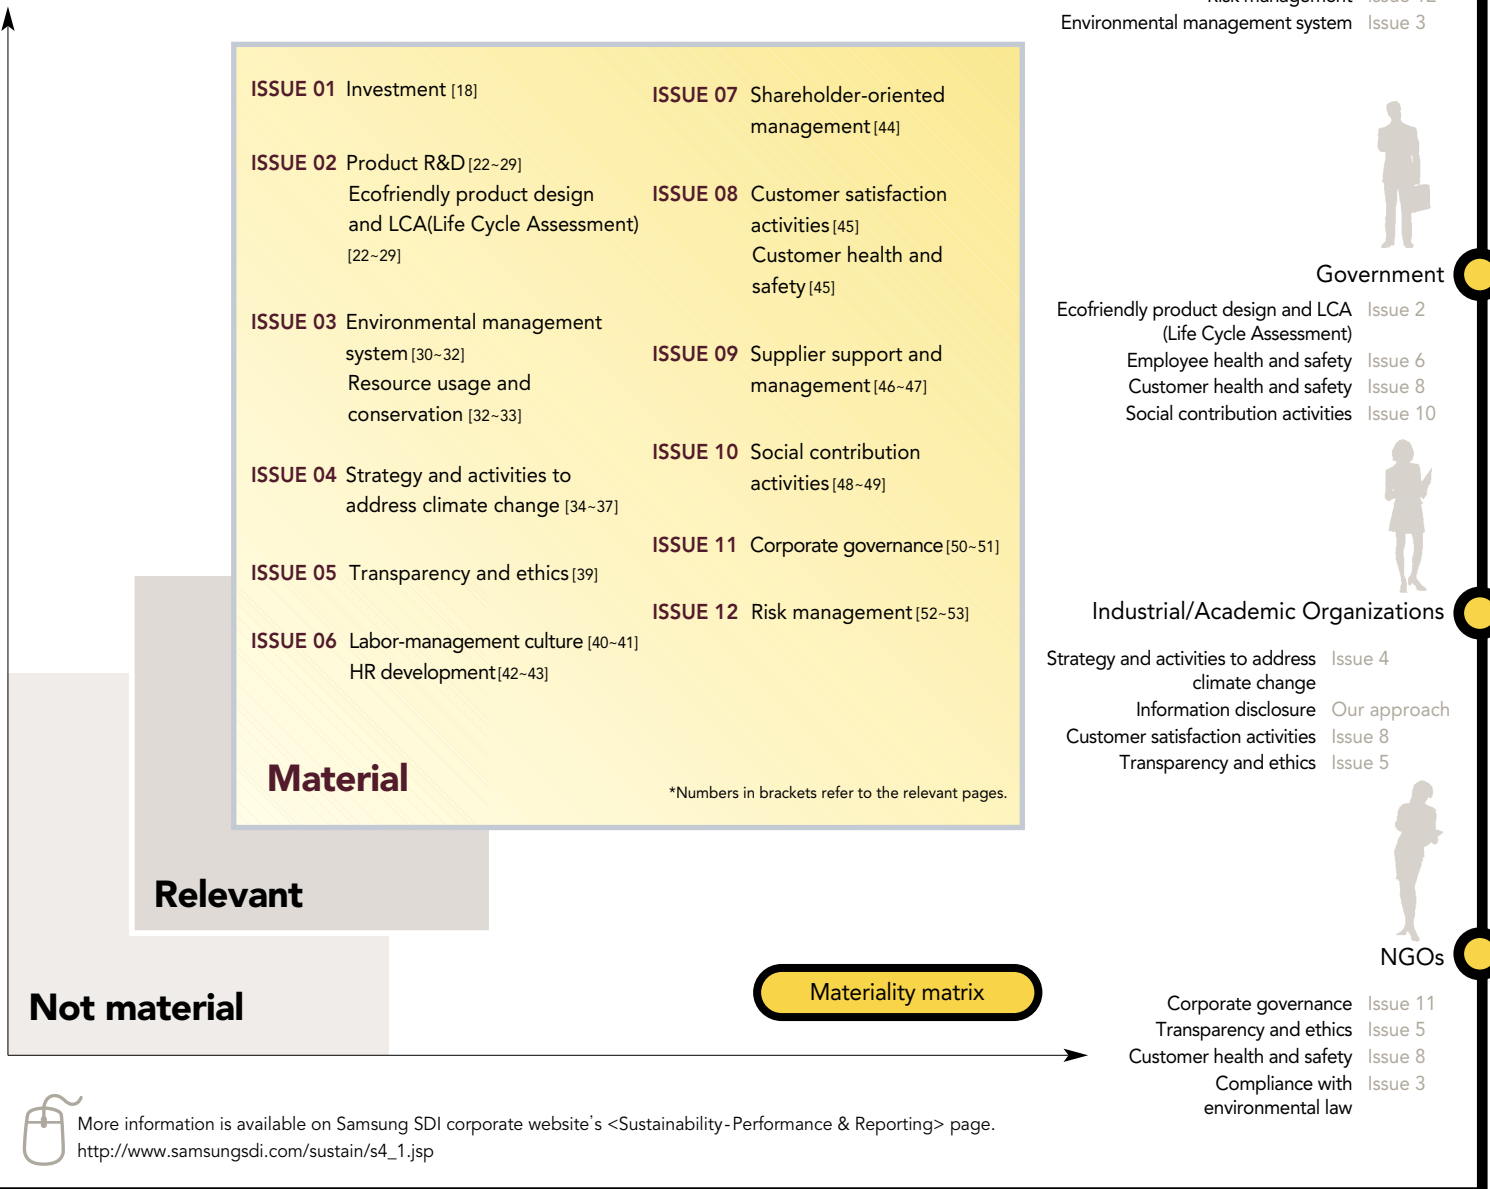 Risk management Issue 12
Environmental management system Issue 3
ISSUE 01 Investment [18]
ISSUE 02 Product R&D [22~29]
Ecofriendly product design
and LCA(Life Cycle Assessment)
[22~29]
ISSUE 03 Environmental management
system [30~32]
Resource usage and
conservation [32~33]
ISSUE 04 Strategy and activities to
address climate change [34~37]
ISSUE 05 Transparency and ethics [39]
ISSUE 06 Labor-management culture [40~41]
HR development [42~43]
ISSUE 07 Shareholder-oriented
management [44]
ISSUE 08 Customer satisfaction
activities [45]
Customer health and
safety [45]
ISSUE 09 Supplier support and
management [46~47]
ISSUE 10 Social contribution
activities [48~49]
ISSUE 11 Corporate governance [50~51]
ISSUE 12 Risk management [52~53]
Material
*Numbers in brackets refer to the relevant pages.
Relevant
Not material
Materiality matrix
Government
Ecofriendly product design and LCA Issue 2
(Life Cycle Assessment)
Employee health and safety Issue 6
Customer health and safety Issue 8
Social contribution activities Issue 10
Industrial/Academic Organizations
Strategy and activities to address Issue 4
climate change
Information disclosure Our approach
Customer satisfaction activities Issue 8
Transparency and ethics Issue 5
NGOs
Corporate governance Issue 11
Transparency and ethics Issue 5
Customer health and safety Issue 8
Compliance with Issue 3
environmental law
More information is available on Samsung SDI corporate website's <Sustainability-Performance & Reporting> page.
http://www.samsungsdi.com/sustain/s4_1.jsp